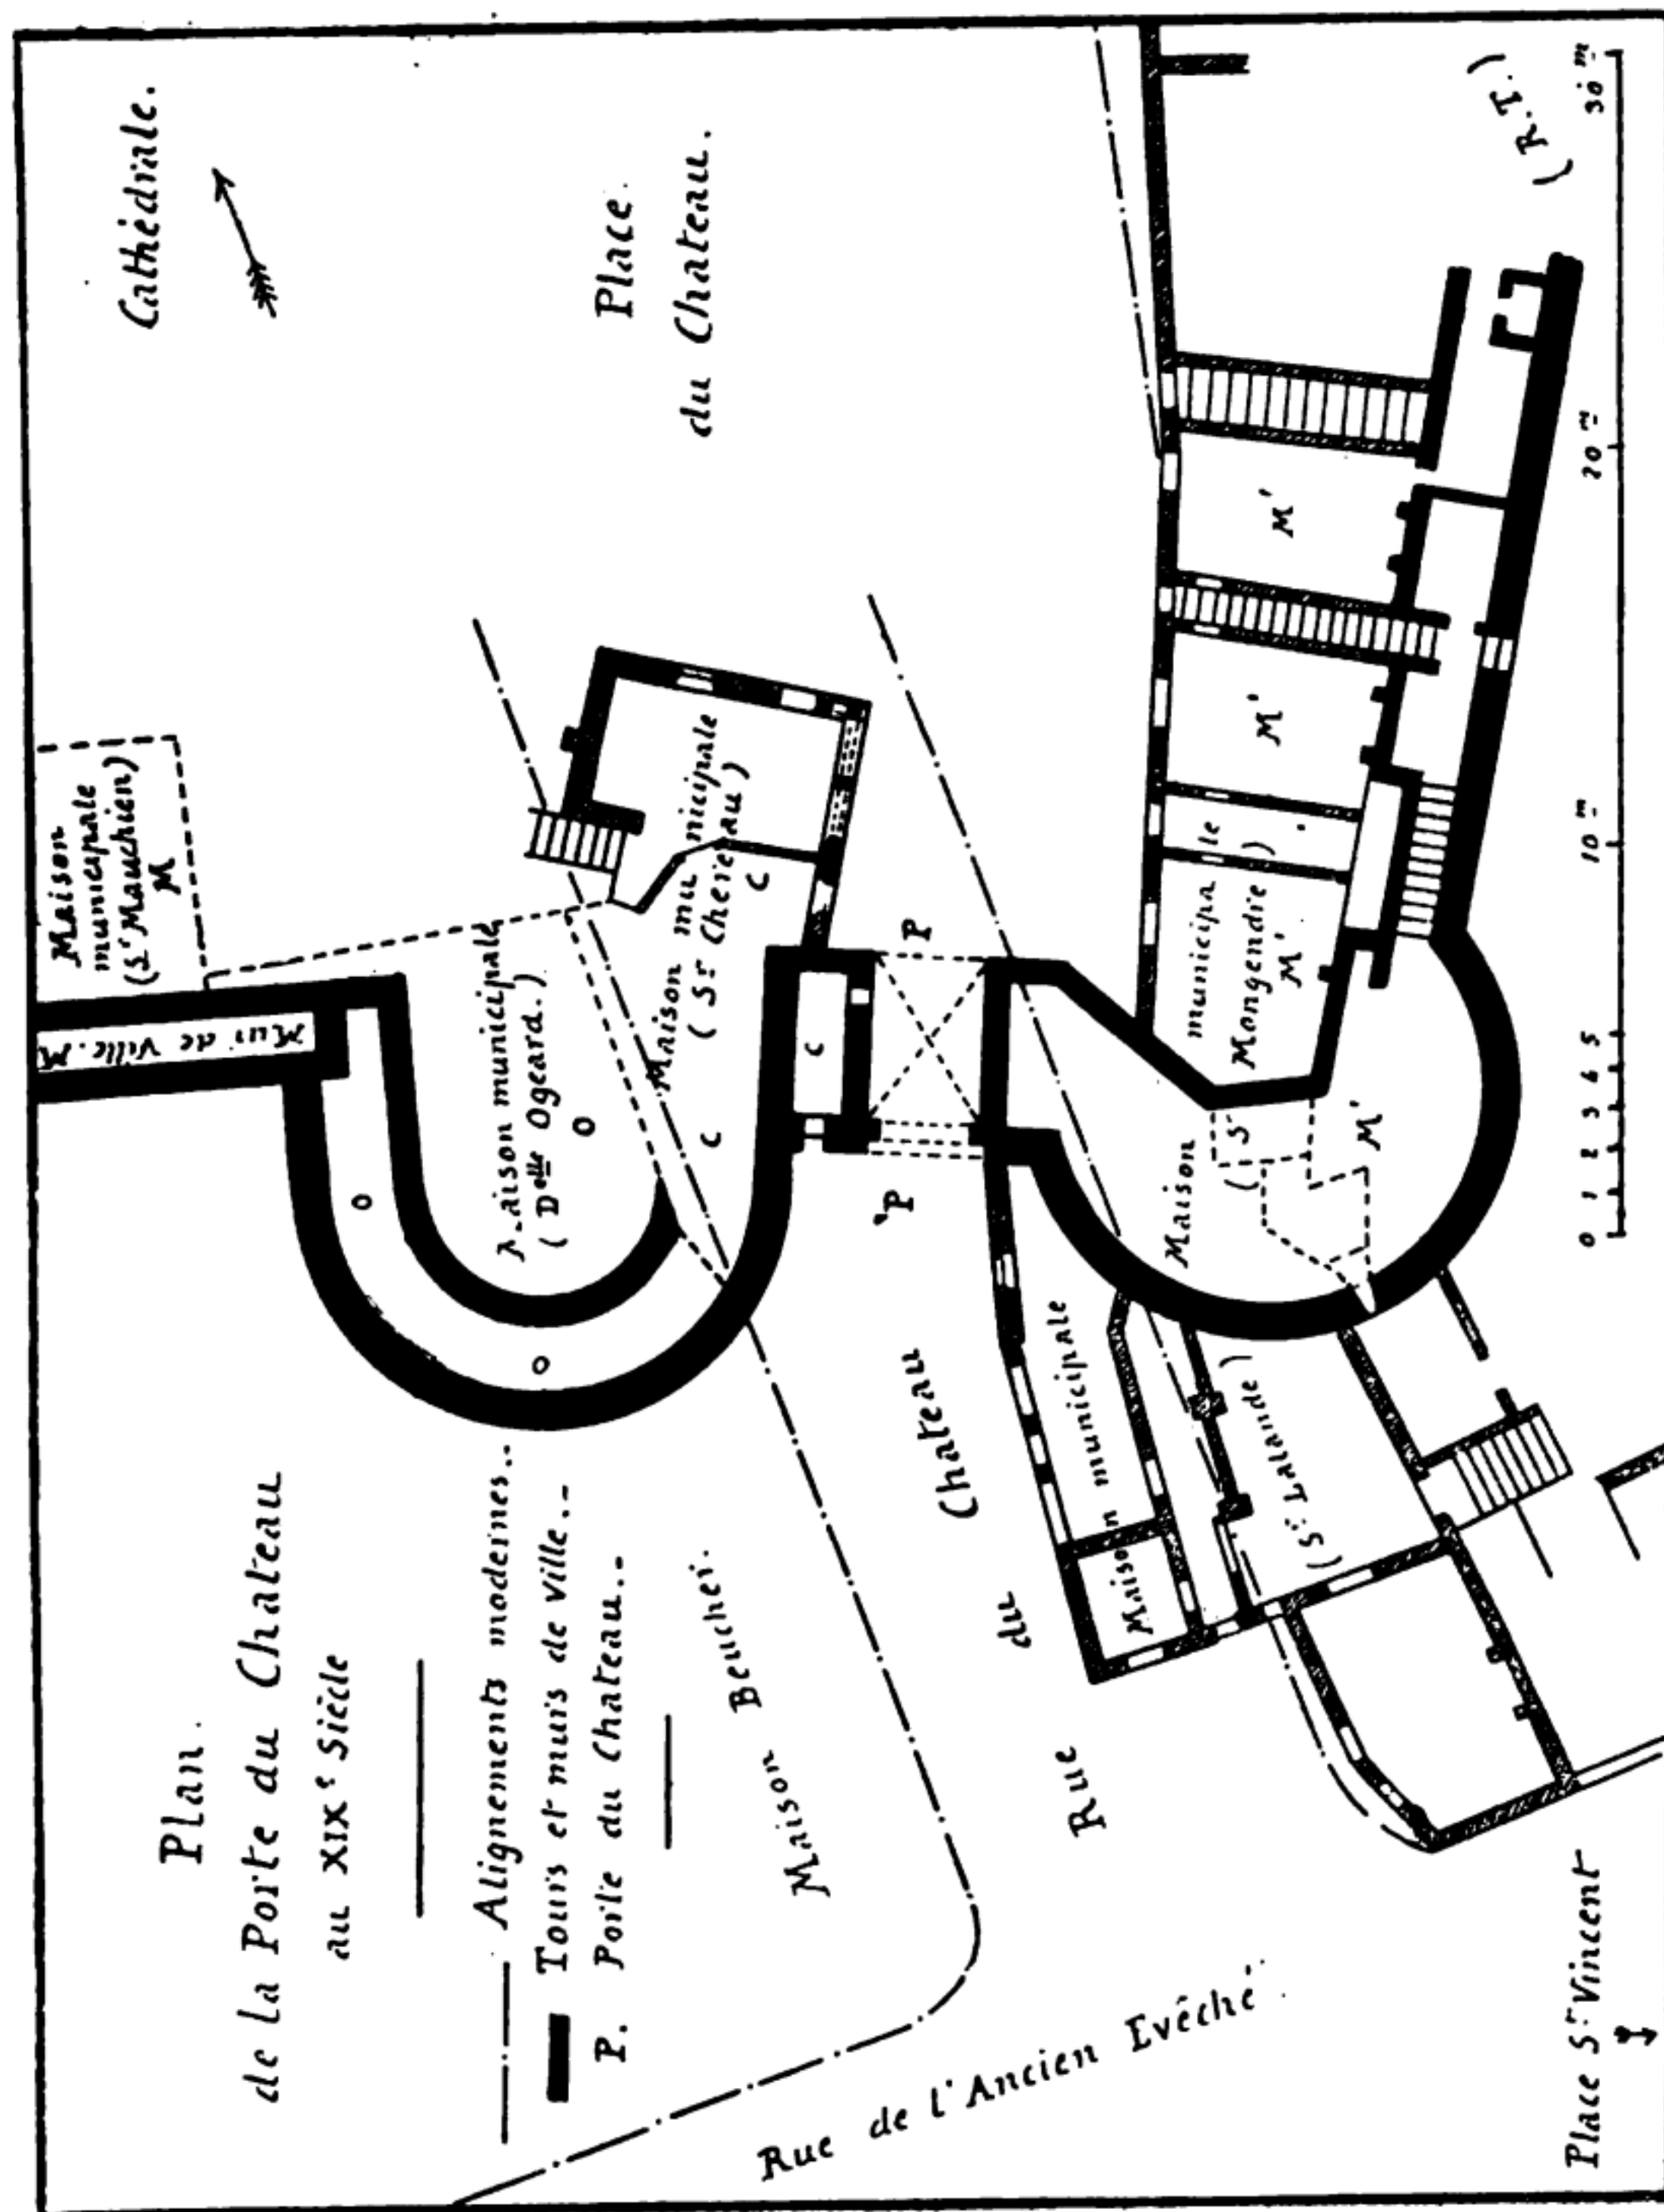 Plan.
de La Porte du Chateau
au XIXe Siècle
Alignements modernes..
Tours et murs de ville..
P. Porte du Chateau..
Maison Beucher.
Rue de l'Ancien Evêché.
Place St Vincent
Rue du Chateau
Cathédrale.
Place
du Chateau.
Maison
municipale
(Sr Mauchien)
M
Mur de Ville. M
Maison municipale
(Delle Ogeard.)
O
O
O
Maison municipale
(Sr Chereau)
C
C
C
P
P
Maison municipale
(Sr Lalande)
Maison municipale
(Sr Mongendre)
M'
M'
M'
M'
0 1 2 3 4 5 10m 20m 30m
(R.T.)